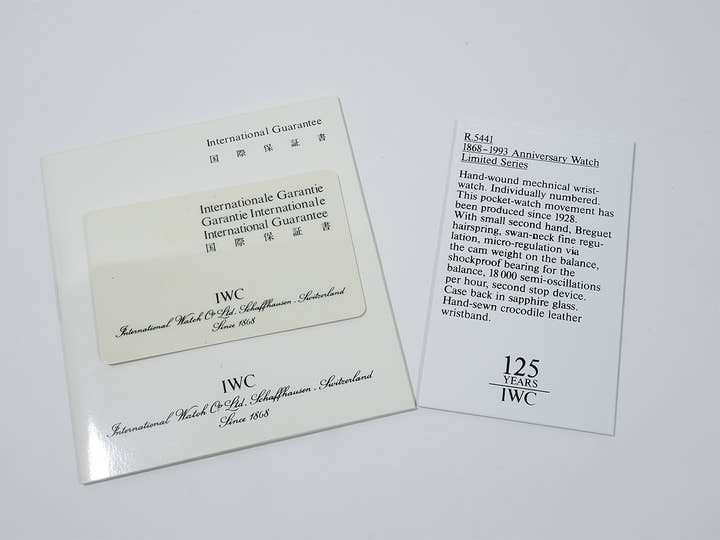 International Guarantee
国際保証書
Internationale Garantie
Garantie Internationale
International Guarantee
国際保証書
IWC
International Watch Co Ltd, Schaffhausen, Switzerland
Since 1868
IWC
International Watch Co Ltd, Schaffhausen, Switzerland
Since 1868
R.5441
1868–1993 Anniversary Watch
Limited Series
Hand-wound mechnical wrist-
watch. Individually numbered.
This pocket-watch movement has
been produced since 1928.
With small second hand, Breguet
hairspring, swan-neck fine regu-
lation, micro-regulation via
the cam weight on the balance,
shockproof bearing for the
balance, 18 000 semi-oscillations
per hour, second stop device.
Case back in sapphire glass.
Hand-sewn crocodile leather
wristband.
125
YEARS
IWC